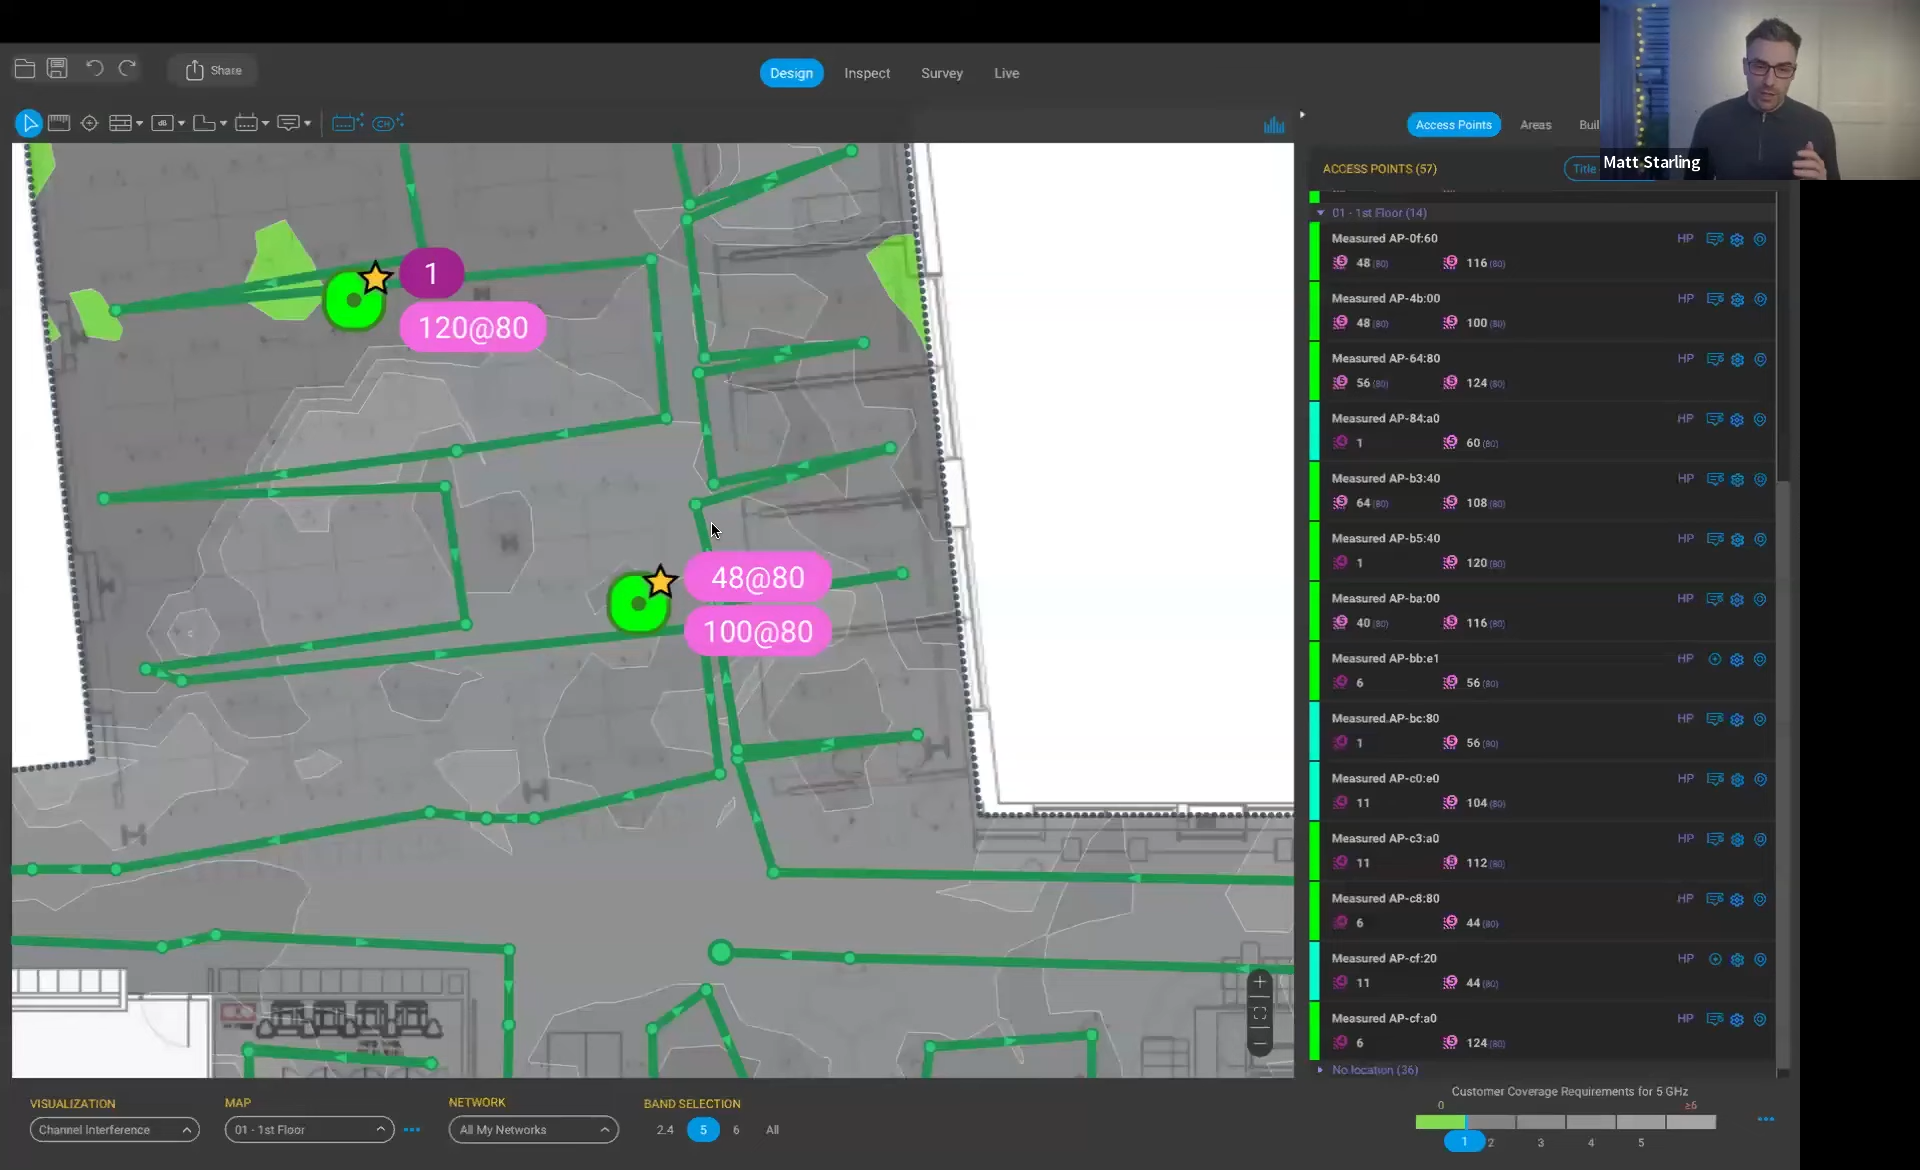 Share
Design
Inspect
Survey
Live
Matt Starling
dB
CH
Access Points
Areas
Buil
ACCESS POINTS (57)
Title
01 - 1st Floor (14)
Measured AP-0f:60
HP
48 (80)
116 (80)
Measured AP-4b:00
HP
48 (80)
100 (80)
Measured AP-64:80
HP
56 (80)
124 (80)
Measured AP-84:a0
HP
1
60 (80)
Measured AP-b3:40
HP
64 (80)
108 (80)
Measured AP-b5:40
HP
1
120 (80)
Measured AP-ba:00
HP
40 (80)
116 (80)
Measured AP-bb:e1
HP
6
56 (80)
Measured AP-bc:80
HP
1
56 (80)
Measured AP-c0:e0
HP
11
104 (80)
Measured AP-c3:a0
HP
11
112 (80)
Measured AP-c8:80
HP
6
44 (80)
Measured AP-cf:20
HP
11
44 (80)
Measured AP-cf:a0
HP
6
124 (80)
No location (36)
1
120@80
48@80
100@80
VISUALIZATION
Channel Interference
MAP
01 - 1st Floor
NETWORK
All My Networks
BAND SELECTION
2.4 5 6 All
Customer Coverage Requirements for 5 GHz
0 ≥6
1 2 3 4 5